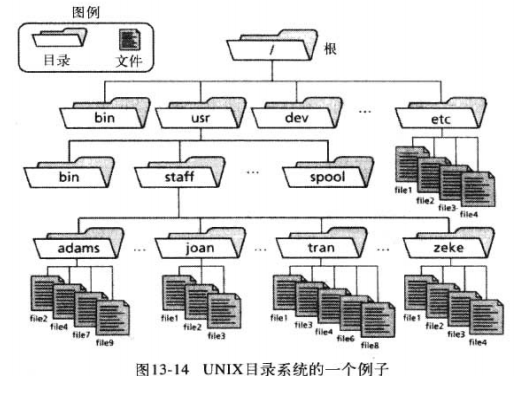 图例
目录 文件
/ 根
bin usr dev … etc
bin staff … spool
file1 file2 file3 file4
adams … joan … tran … zeke
file2 file4 file7 file9 file1 file2 file3 file1 file3 file4 file6 file8 file1 file2 file3 file4
图13-14 UNIX目录系统的一个例子